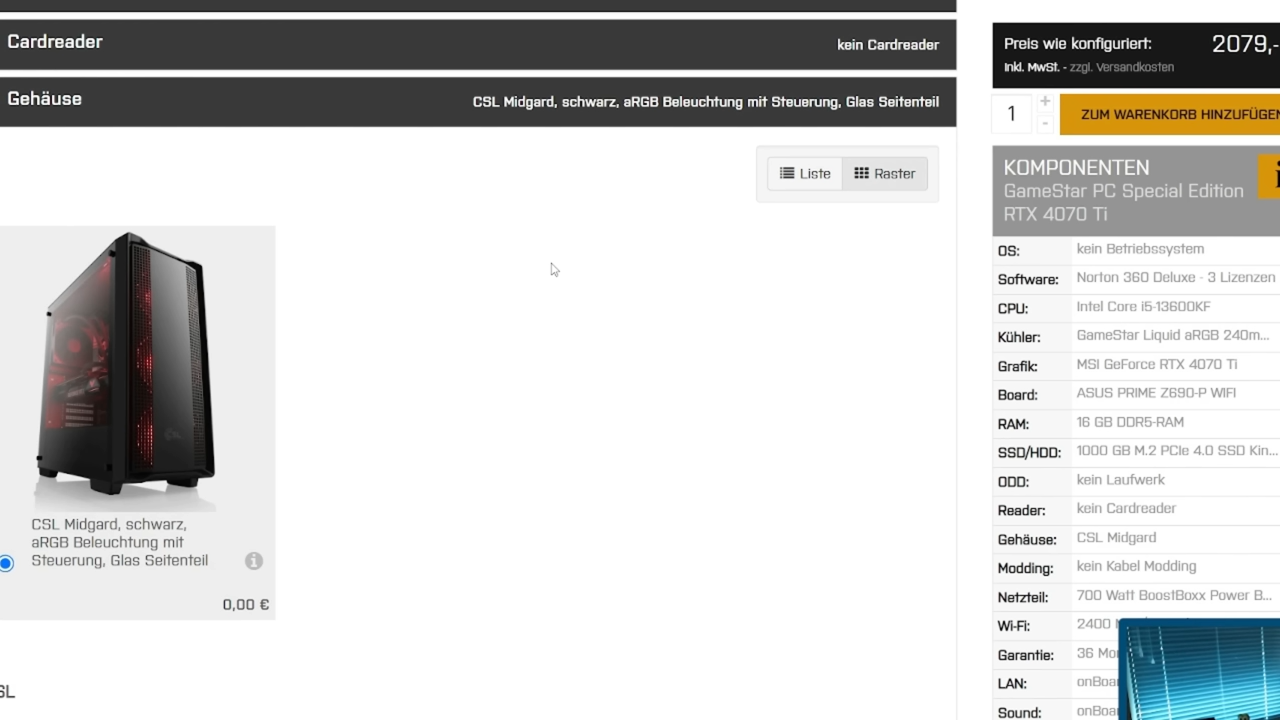 Cardreader
kein Cardreader
Gehäuse
CSL Midgard, schwarz, aRGB Beleuchtung mit Steuerung, Glas Seitenteil
Liste
Raster
CSL Midgard, schwarz,
aRGB Beleuchtung mit
Steuerung, Glas Seitenteil
0,00 €
Preis wie konfiguriert:
2079,-
Inkl. MwSt. - zzgl. Versandkosten
1
+
-
ZUM WARENKORB HINZUFÜGEN
KOMPONENTEN
GameStar PC Special Edition
RTX 4070 Ti
OS: kein Betriebssystem
Software: Norton 360 Deluxe - 3 Lizenzen
CPU: Intel Core i5-13600KF
Kühler: GameStar Liquid aRGB 240m...
Grafik: MSI GeForce RTX 4070 Ti
Board: ASUS PRIME Z690-P WIFI
RAM: 16 GB DDR5-RAM
SSD/HDD: 1000 GB M.2 PCIe 4.0 SSD Kin...
ODD: kein Laufwerk
Reader: kein Cardreader
Gehäuse: CSL Midgard
Modding: kein Kabel Modding
Netzteil: 700 Watt BoostBoxx Power B...
Wi-Fi: 2400
Garantie: 36
LAN:
Sound: